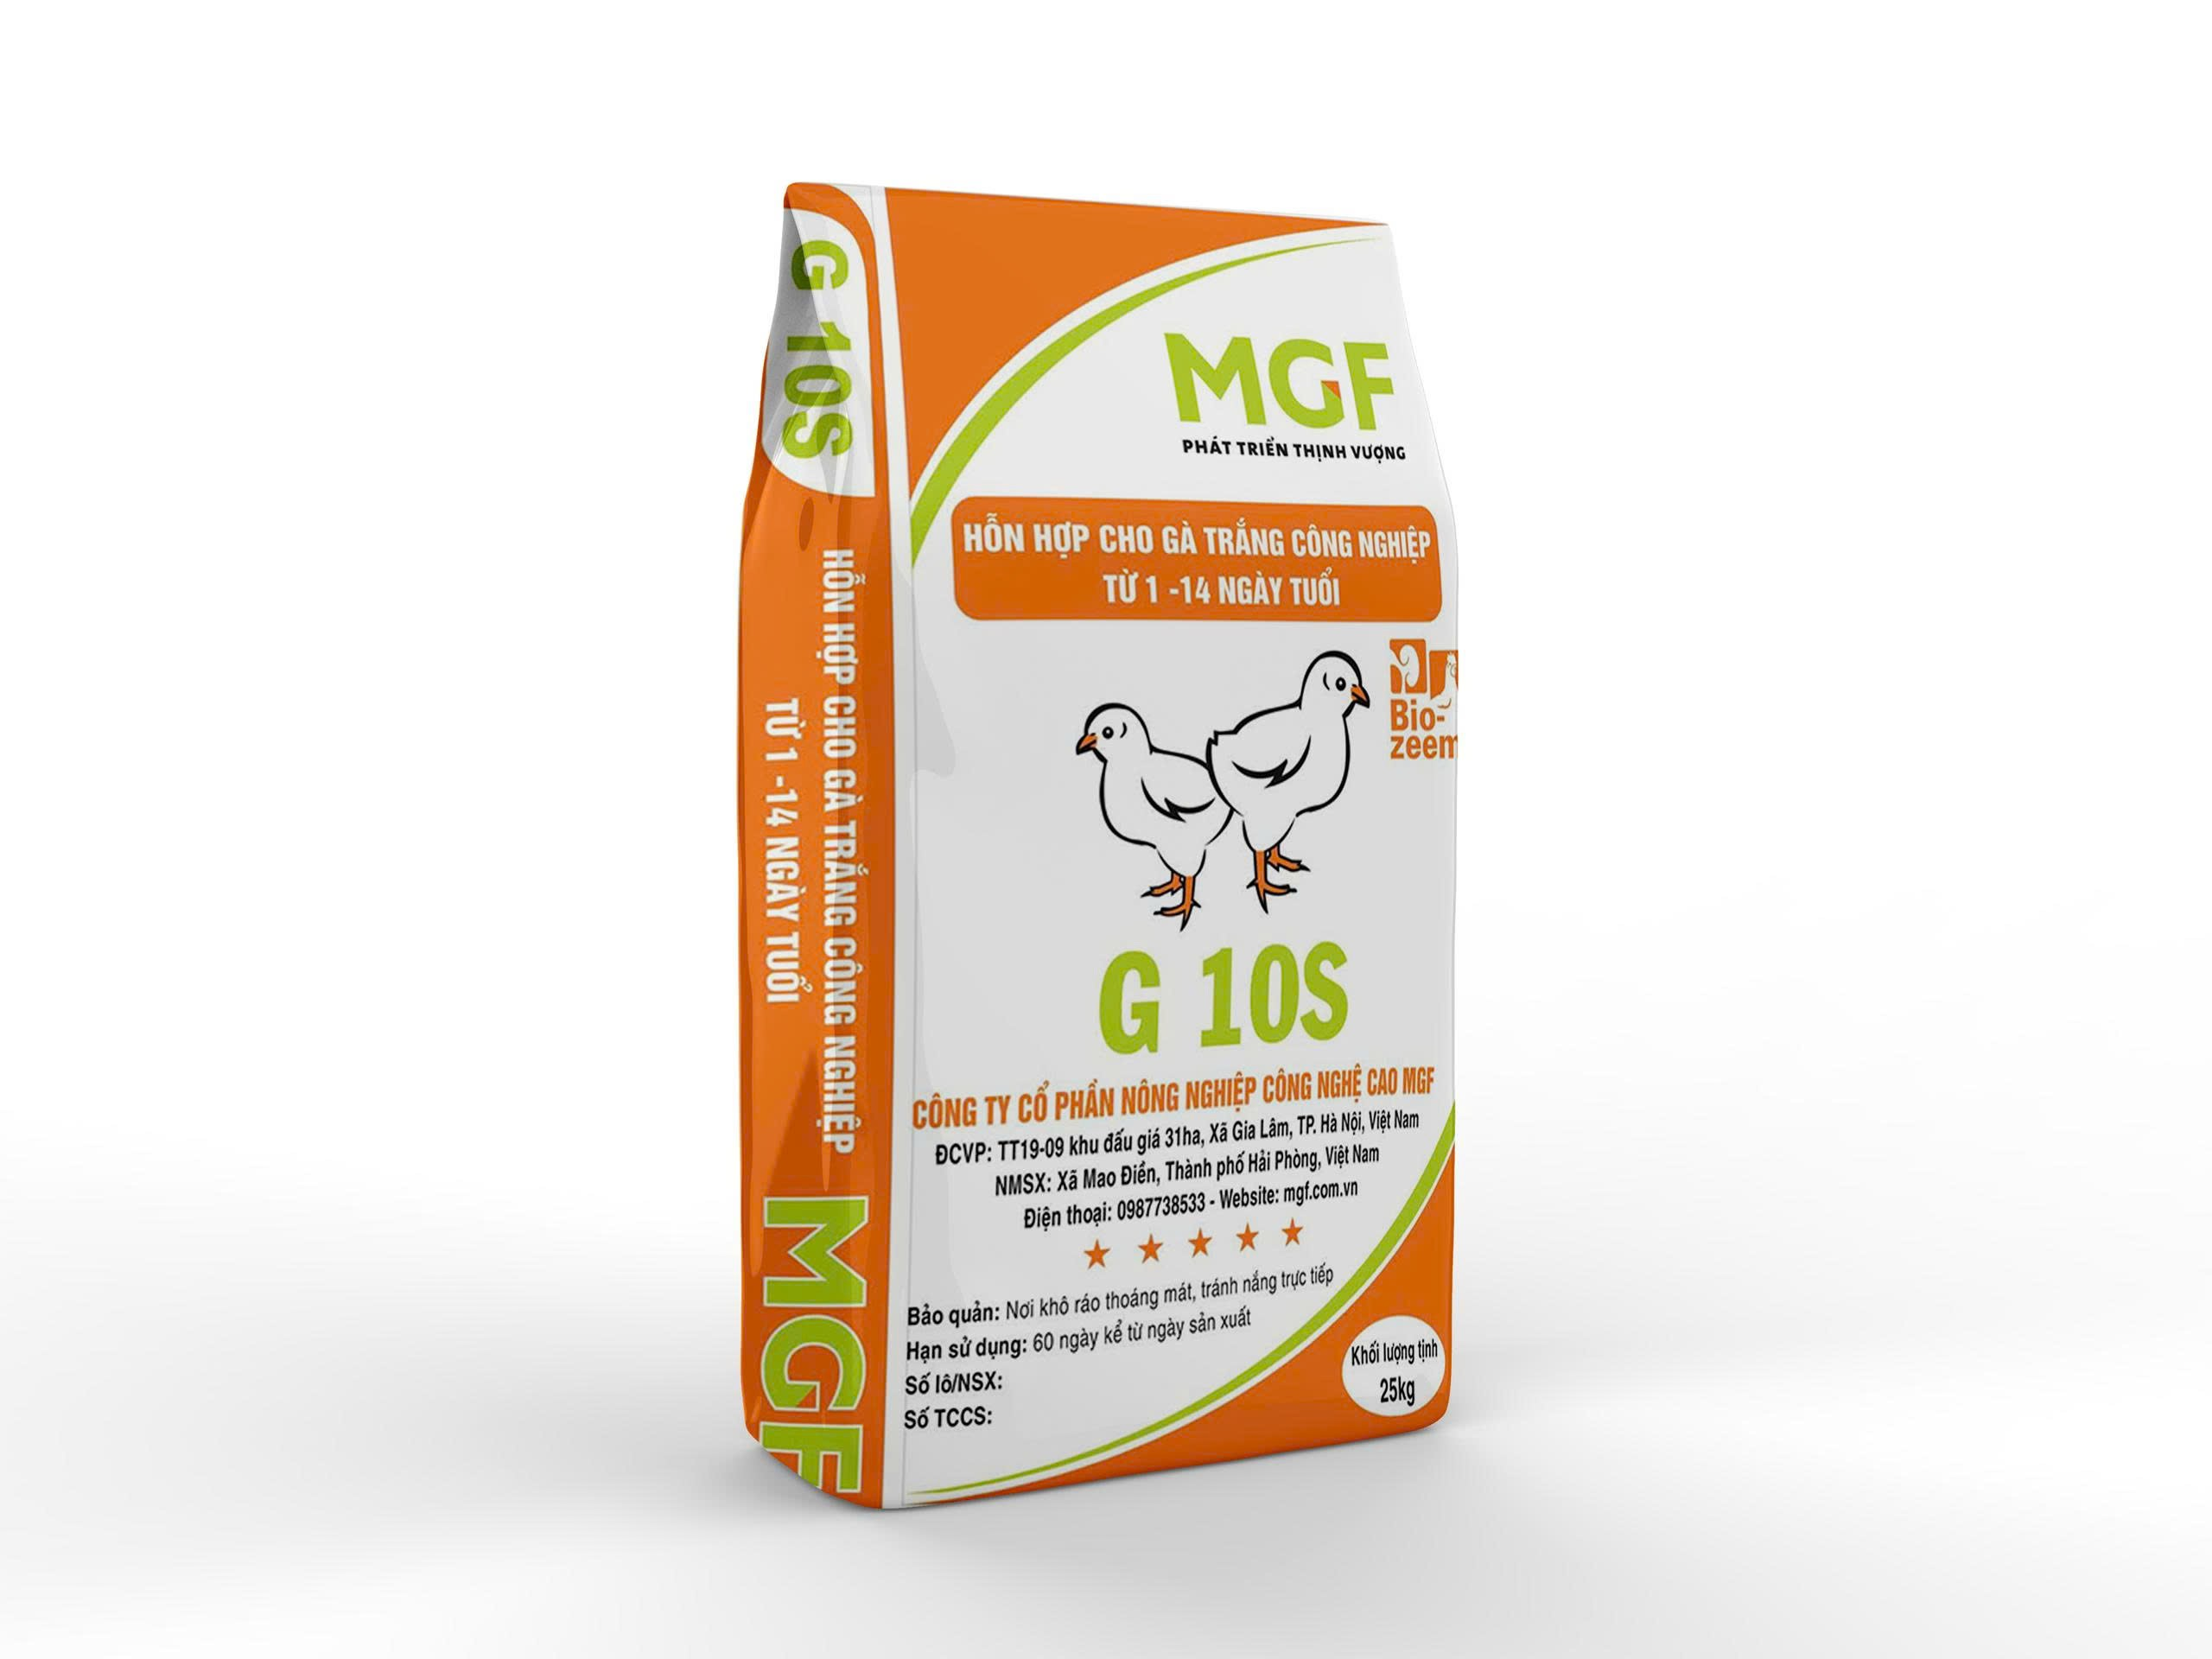 G 10S
HỖN HỢP CHO GÀ TRẮNG CÔNG NGHIỆP
TỪ 1 -14 NGÀY TUỔI
MGF
MGF
PHÁT TRIỂN THỊNH VƯỢNG
HỖN HỢP CHO GÀ TRẮNG CÔNG NGHIỆP
TỪ 1 -14 NGÀY TUỔI
Bio-
zeem
G 10S
CÔNG TY CỔ PHẦN NÔNG NGHIỆP CÔNG NGHỆ CAO MGF
ĐCVP: TT19-09 khu đấu giá 31ha, Xã Gia Lâm, TP. Hà Nội, Việt Nam
NMSX: Xã Mao Điền, Thành phố Hải Phòng, Việt Nam
Điện thoại: 0987738533 - Website: mgf.com.vn
Bảo quản: Nơi khô ráo thoáng mát, tránh nắng trực tiếp
Hạn sử dụng: 60 ngày kể từ ngày sản xuất
Số lô/NSX:
Số TCCS:
Khối lượng tịnh
25kg